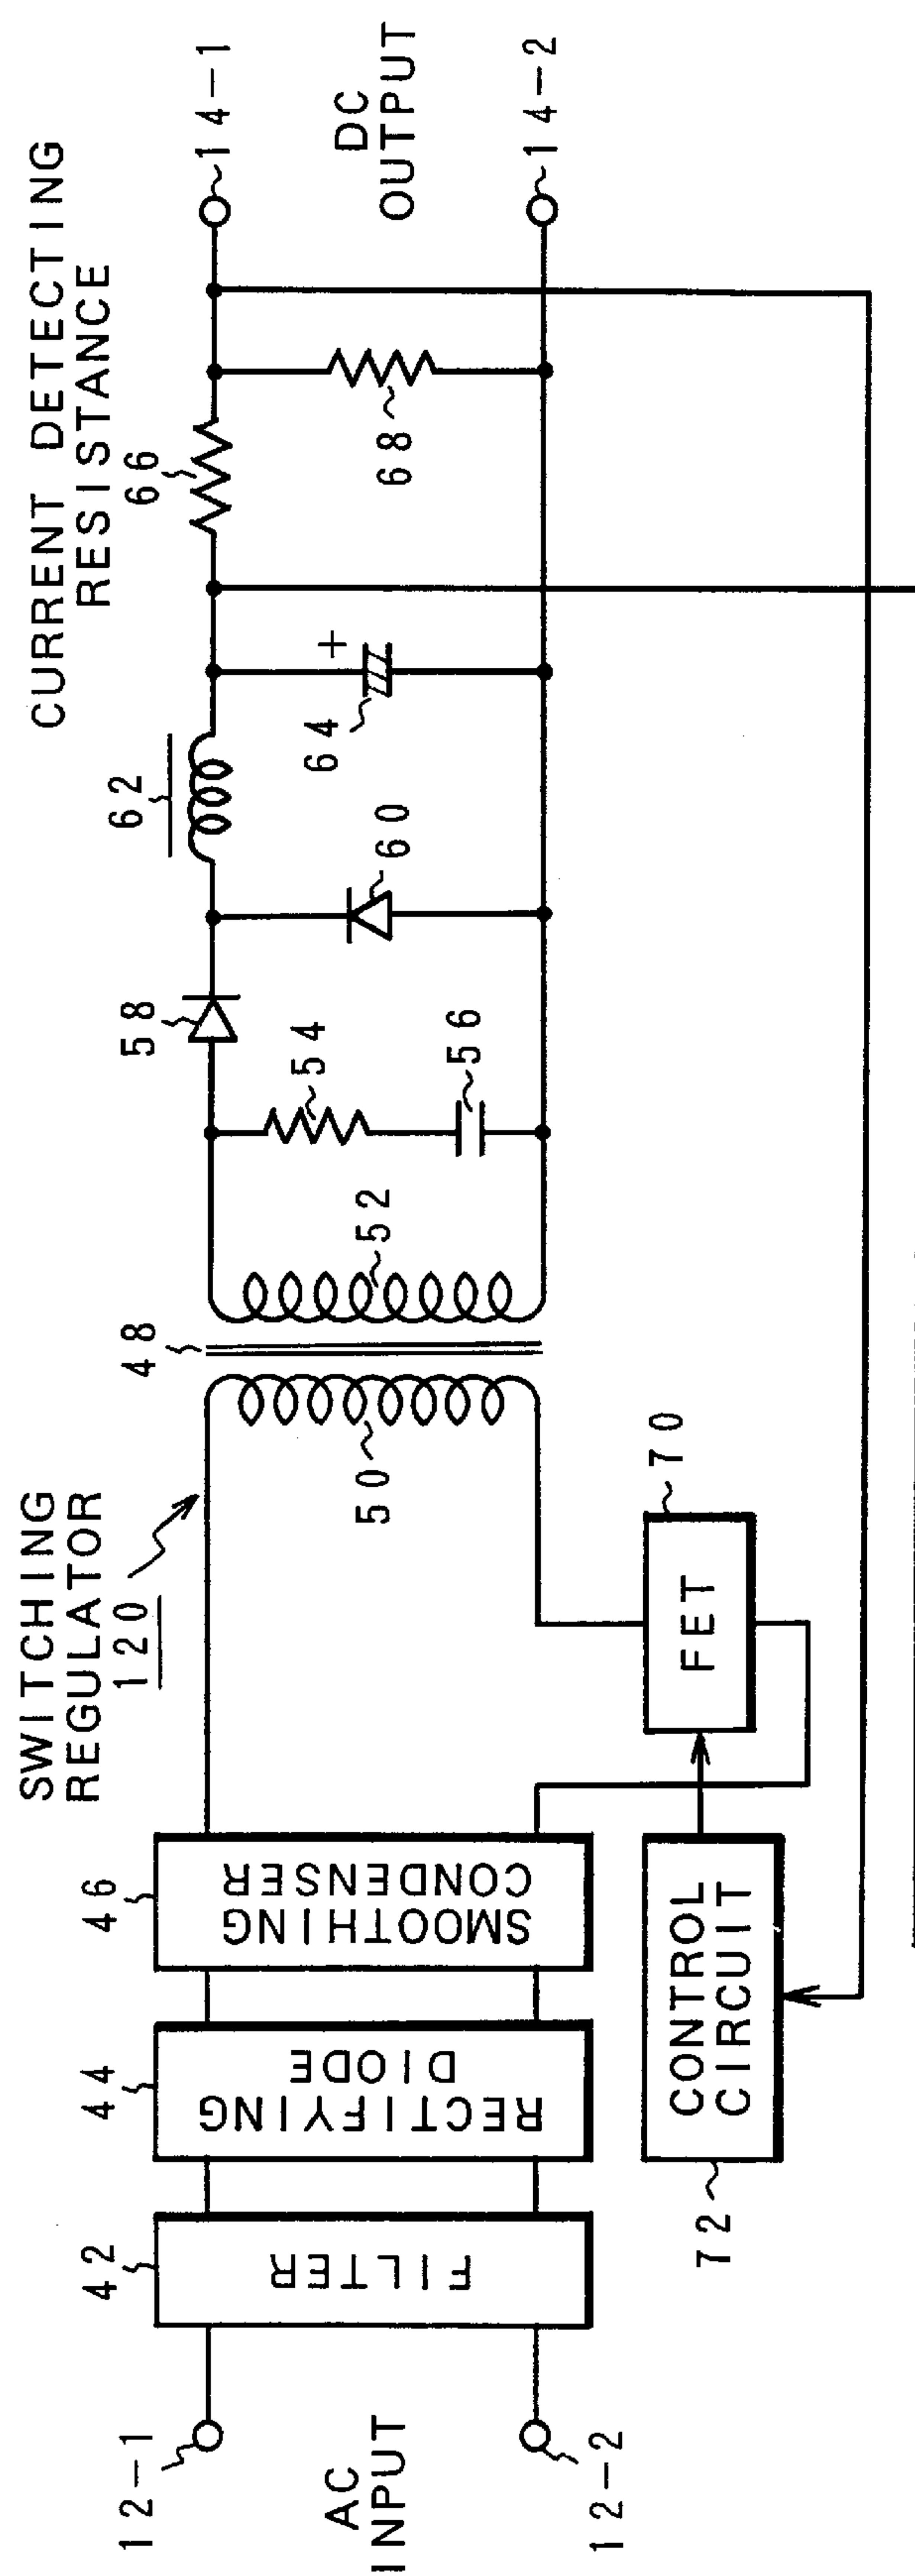 SWITCHING
REGULATOR
120
CURRENT DETECTING
RESISTANCE
66
62
58
48
46
44
42
12-1
AC
INPUT
12-2
FILTER
RECTIFYING
DIODE
SMOOTHING
CONDENSER
50
52
54
56
60
64
+
68
14-1
DC
OUTPUT
14-2
FET
70
CONTROL
CIRCUIT
72